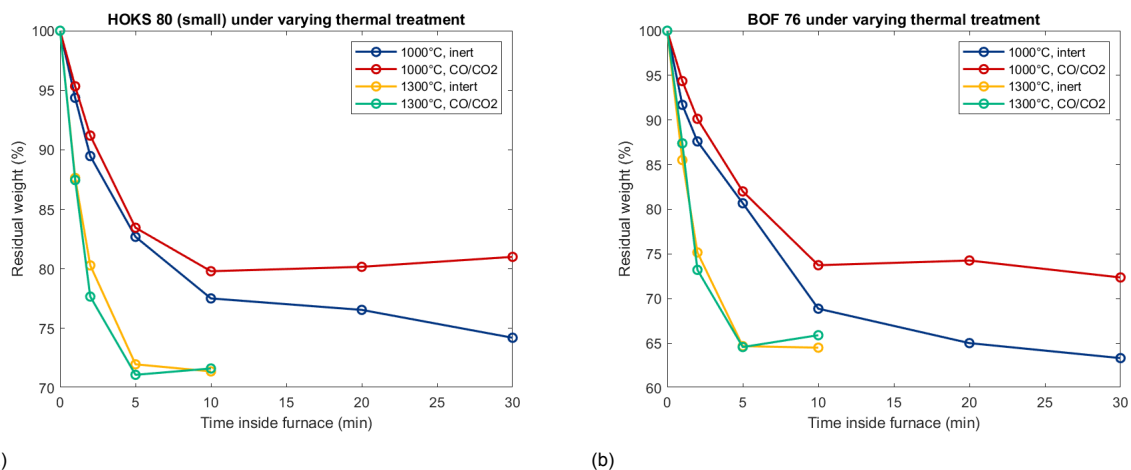 HOKS 80 (small) under varying thermal treatment
100
95
90
85
80
75
70
0
5
10
15
20
25
30
Residual weight (%)
Time inside furnace (min)
1000°C, inert
1000°C, CO/CO2
1300°C, intert
1300°C, CO/CO2
)
BOF 76 under varying thermal treatment
100
95
90
85
80
75
70
65
60
0
5
10
15
20
25
30
Residual weight (%)
Time inside furnace (min)
1000°C, intert
1000°C, CO/CO2
1300°C, inert
1300°C, CO/CO2
(b)